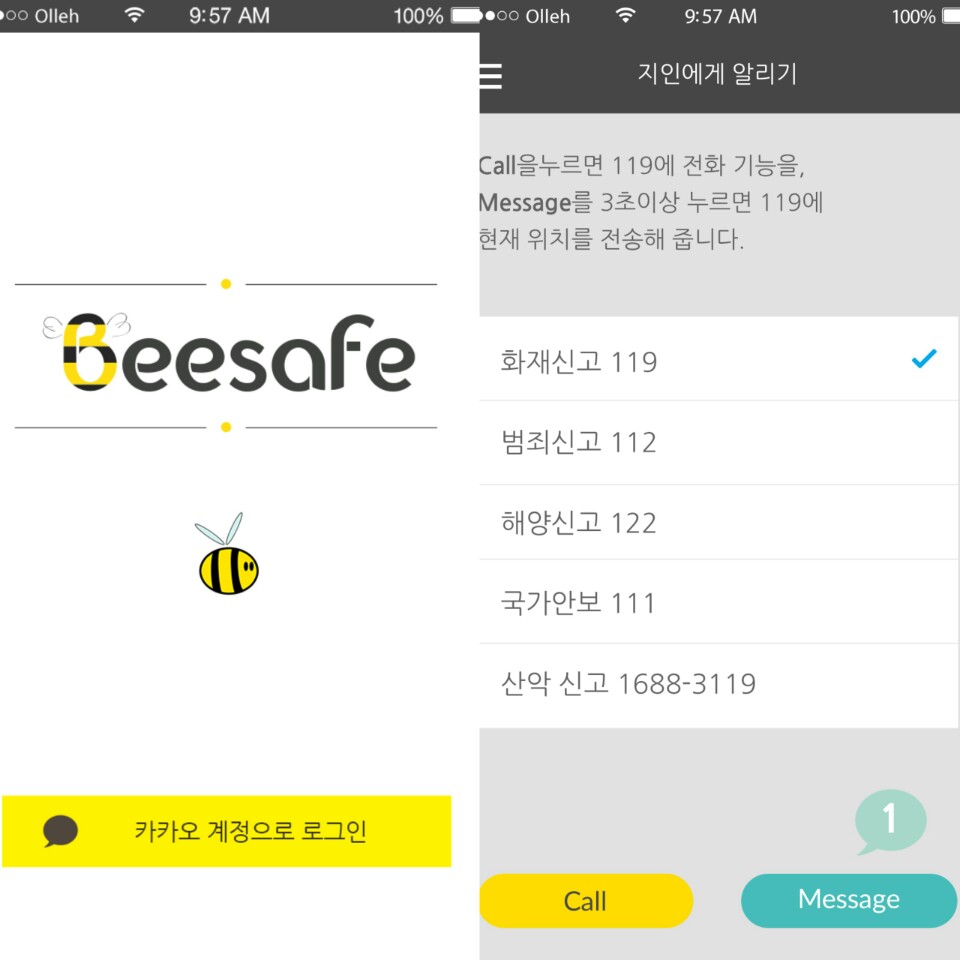 Olleh 9:57 AM 100%
Beesafe
카카오 계정으로 로그인
Olleh 9:57 AM 100%
지인에게 알리기
Call을누르면 119에 전화 기능을,
Message를 3초이상 누르면 119에
현재 위치를 전송해 줍니다.
화재신고 119
범죄신고 112
해양신고 122
국가안보 111
산악 신고 1688-3119
1
Call
Message